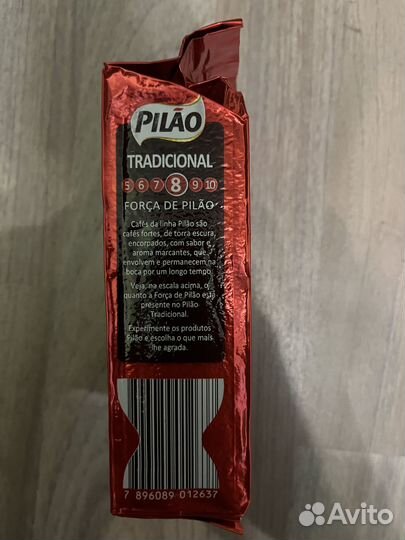 PILÃO
TRADICIONAL
5 6 7 8 9 10
FORÇA DE PILÃO
Cafés da linha Pilão são
cafés fortes, de torra escura,
encorpados, com sabor e
aroma marcantes, que
envolvem e permanecem na
boca por um longo tempo.
Veja, na escala acima, o
quanto a Força de Pilão está
presente no Pilão
Tradicional.
Experimente os produtos
Pilão e escolha o que mais
lhe agrada.
7 896089 012637
Avito